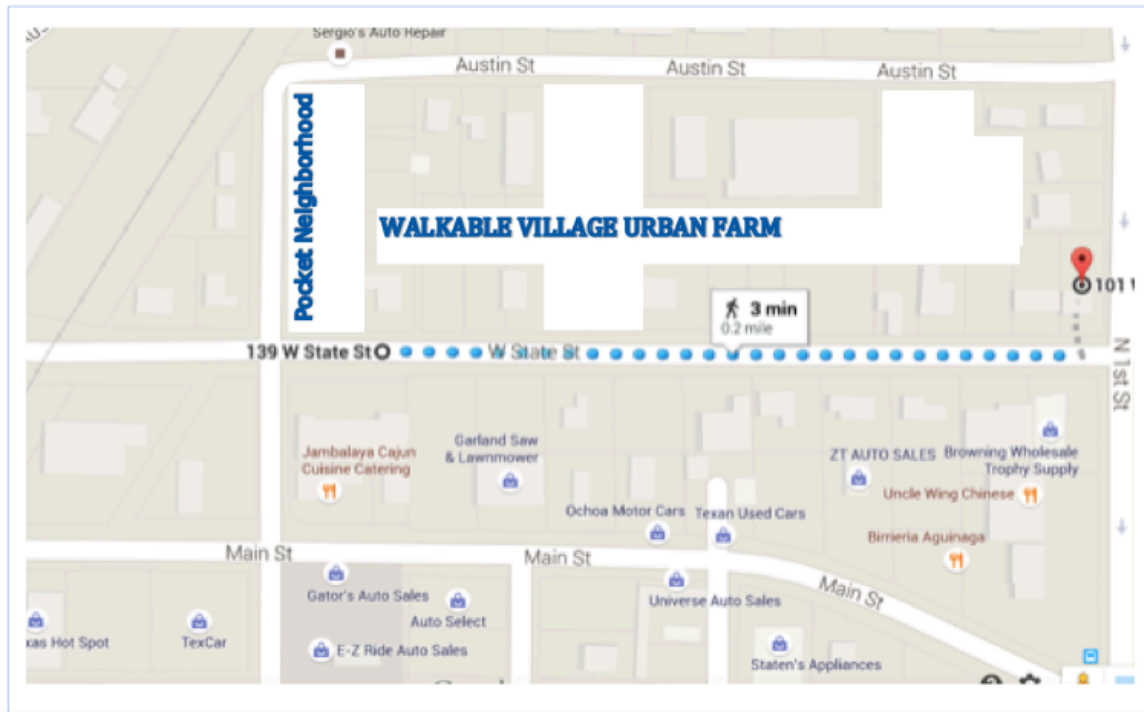 Sergio's Auto Repair
Austin St
Austin St
Austin St
Pocket Neighborhood
WALKABLE VILLAGE URBAN FARM
101
3 min
0.2 mile
139 W State St
W State St
N 1st St
Jambalaya Cajun
Cuisine Catering
Garland Saw
& Lawnmower
ZT AUTO SALES
Browning Wholesale
Trophy Supply
Uncle Wing Chinese
Ochoa Motor Cars
Texan Used Cars
Birrieria Aguinaga
Main St
Main St
Main St
Gator's Auto Sales
Auto Select
Universe Auto Sales
xas Hot Spot
TexCar
E-Z Ride Auto Sales
Staten's Appliances